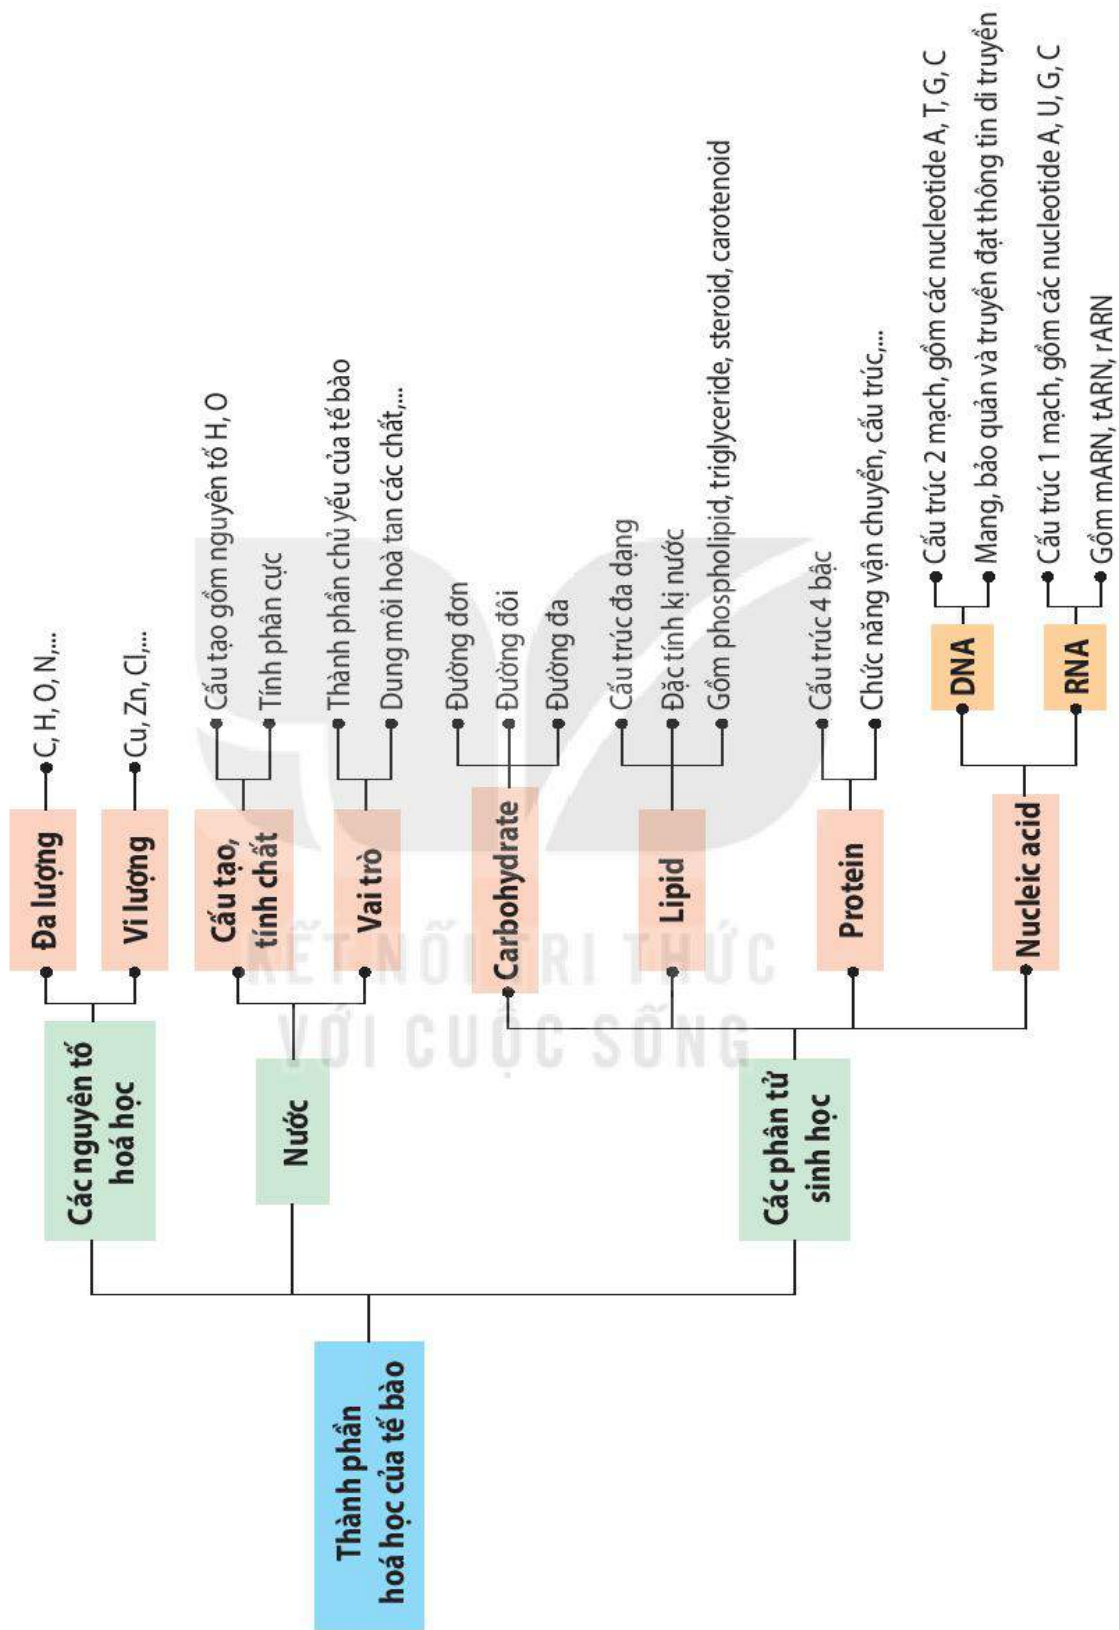 Thành phần
hoá học của tế bào
Các nguyên tố
hoá học
Đa lượng
C, H, O, N,...
Vi lượng
Cu, Zn, Cl,...
Nước
Cấu tạo,
tính chất
Cấu tạo gồm nguyên tố H, O
Tính phân cực
Vai trò
Thành phần chủ yếu của tế bào
Dung môi hoà tan các chất,...
Các phân tử
sinh học
Carbohydrate
Đường đơn
Đường đôi
Đường đa
Lipid
Cấu trúc đa dạng
Đặc tính kị nước
Gồm phospholipid, triglyceride, steroid, carotenoid
Protein
Cấu trúc 4 bậc
Chức năng vận chuyển, cấu trúc,...
Nucleic acid
DNA
Cấu trúc 2 mạch, gồm các nucleotide A, T, G, C
Mang, bảo quản và truyền đạt thông tin di truyền
RNA
Cấu trúc 1 mạch, gồm các nucleotide A, U, G, C
Gồm mARN, tARN, rARN
KẾT NỐI TRI THỨC
VỚI CUỘC SỐNG